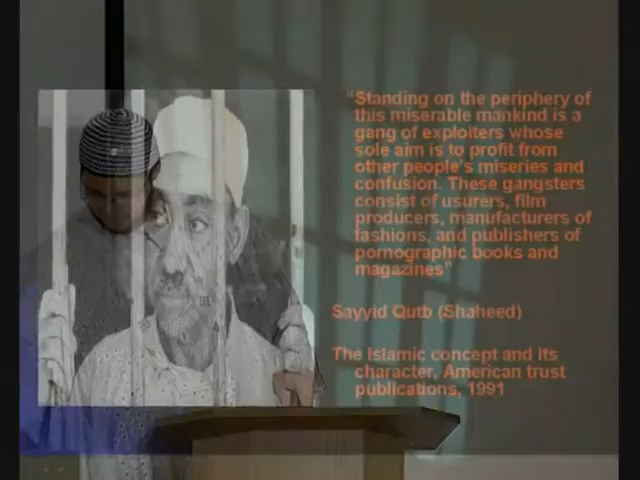 "Standing on the periphery of
this miserable mankind is a
gang of exploiters whose
sole aim is to profit from
other people's miseries and
confusion. These gangsters
consist of usurers, film
producers, manufacturers of
fashions, and publishers of
pornographic books and
magazines"
Sayyid Qutb (Shaheed)
The Islamic concept and its
character, American trust
publications, 1991